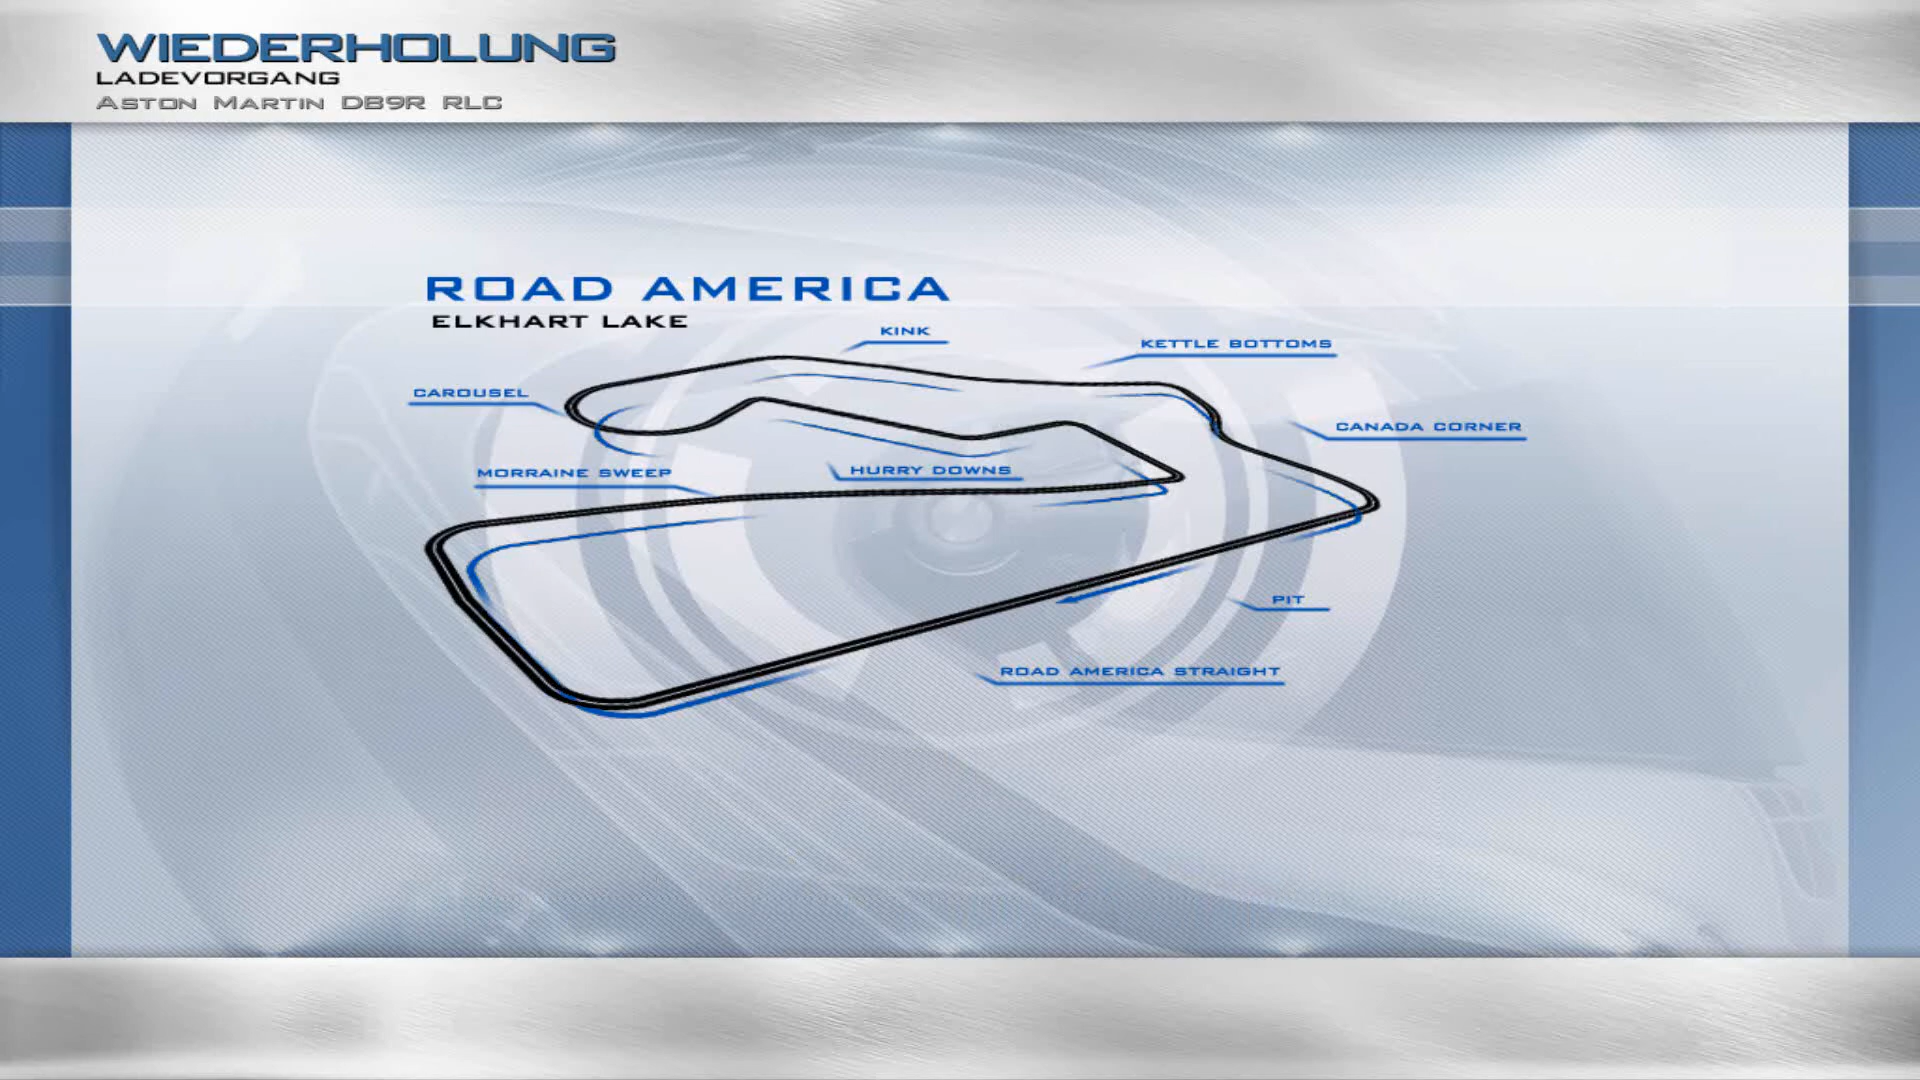 WIEDERHOLUNG
LADEVORGANG
ASTON MARTIN DB9R RLC
ROAD AMERICA
ELKHART LAKE
KINK
KETTLE BOTTOMS
CAROUSEL
CANADA CORNER
MORRAINE SWEEP
HURRY DOWNS
PIT
ROAD AMERICA STRAIGHT